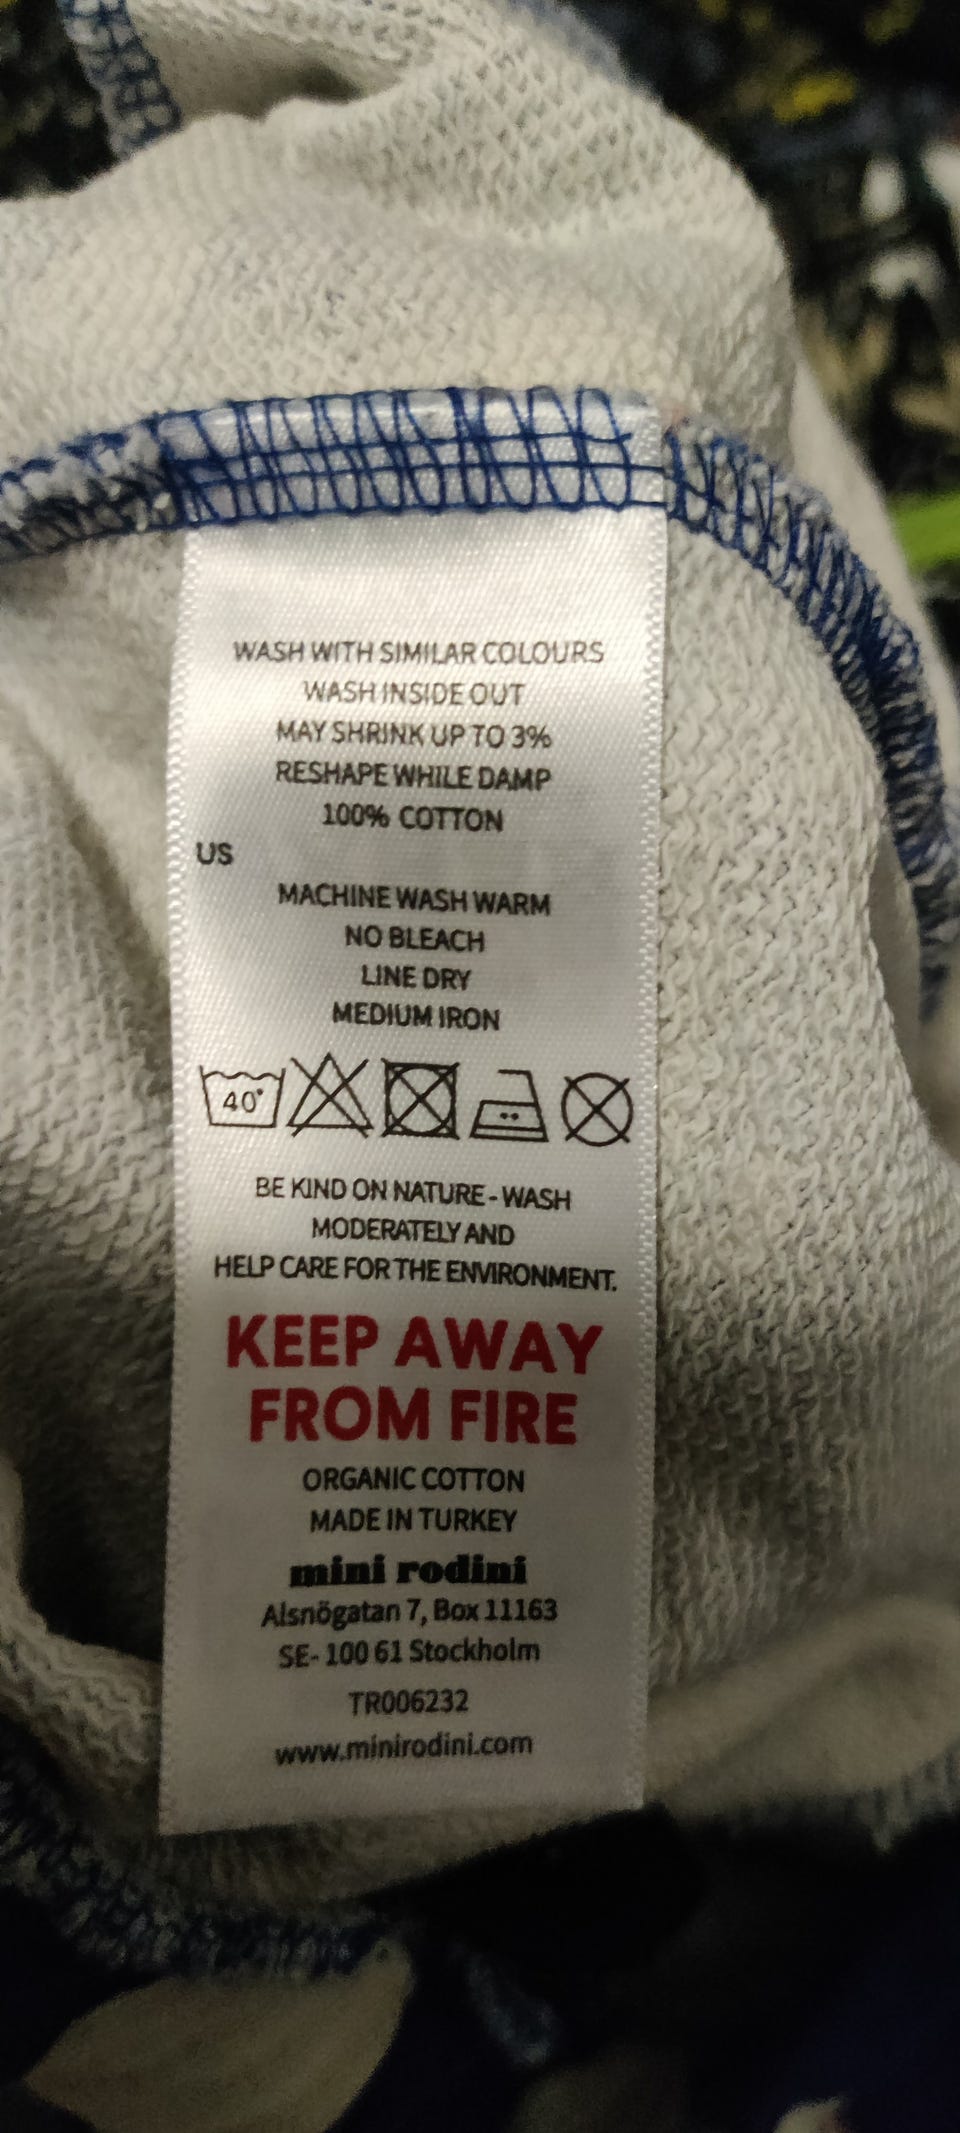 WASH WITH SIMILAR COLOURS
WASH INSIDE OUT
MAY SHRINK UP TO 3%
RESHAPE WHILE DAMP
100% COTTON
US
MACHINE WASH WARM
NO BLEACH
LINE DRY
MEDIUM IRON
40°
BE KIND ON NATURE - WASH
MODERATELY AND
HELP CARE FOR THE ENVIRONMENT.
KEEP AWAY
FROM FIRE
ORGANIC COTTON
MADE IN TURKEY
mini rodini
Alsnögatan 7, Box 11163
SE- 100 61 Stockholm
TR006232
www.minirodini.com